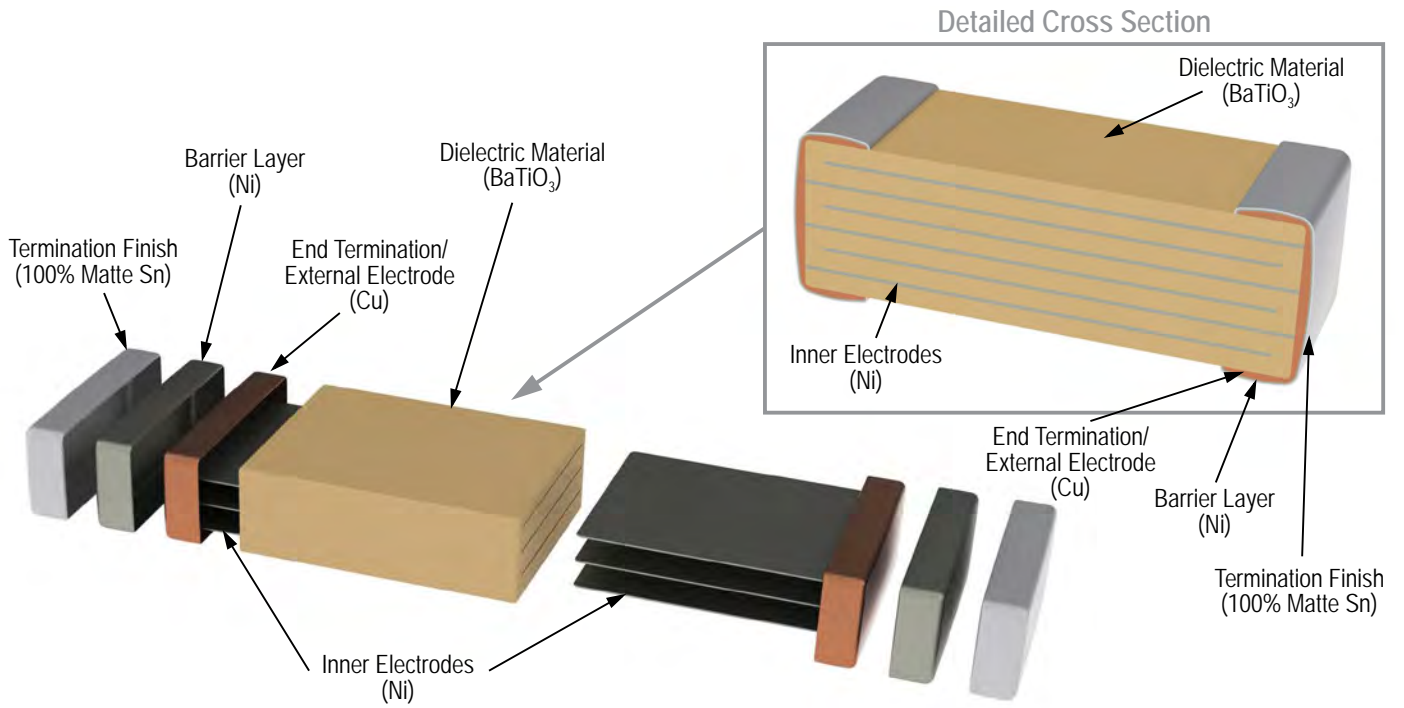 Detailed Cross Section
Dielectric Material
(BaTiO₃)
Inner Electrodes
(Ni)
End Termination/
External Electrode
(Cu)
Barrier Layer
(Ni)
Termination Finish
(100% Matte Sn)
Termination Finish
(100% Matte Sn)
Barrier Layer
(Ni)
End Termination/
External Electrode
(Cu)
Dielectric Material
(BaTiO₃)
Inner Electrodes
(Ni)